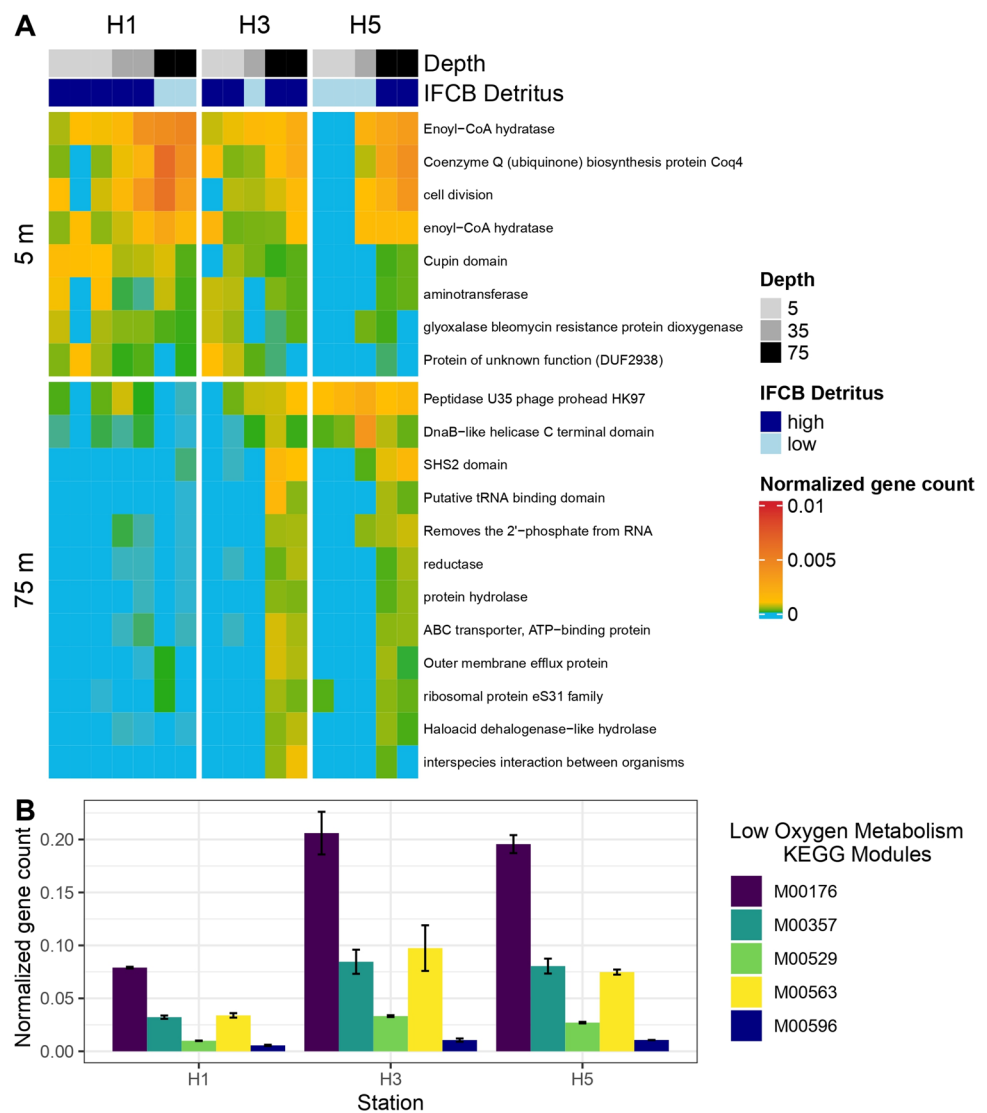 A
H1 H3 H5
Depth
IFCB Detritus
5 m
Enoyl−CoA hydratase
Coenzyme Q (ubiquinone) biosynthesis protein Coq4
cell division
enoyl−CoA hydratase
Cupin domain
aminotransferase
glyoxalase bleomycin resistance protein dioxygenase
Protein of unknown function (DUF2938)
75 m
Peptidase U35 phage prohead HK97
DnaB−like helicase C terminal domain
SHS2 domain
Putative tRNA binding domain
Removes the 2'−phosphate from RNA
reductase
protein hydrolase
ABC transporter, ATP−binding protein
Outer membrane efflux protein
ribosomal protein eS31 family
Haloacid dehalogenase−like hydrolase
interspecies interaction between organisms
Depth
5
35
75
IFCB Detritus
high
low
Normalized gene count
0.01
0.005
0
B
Normalized gene count
0.20
0.15
0.10
0.05
0.00
H1 H3 H5
Station
Low Oxygen Metabolism
KEGG Modules
M00176
M00357
M00529
M00563
M00596